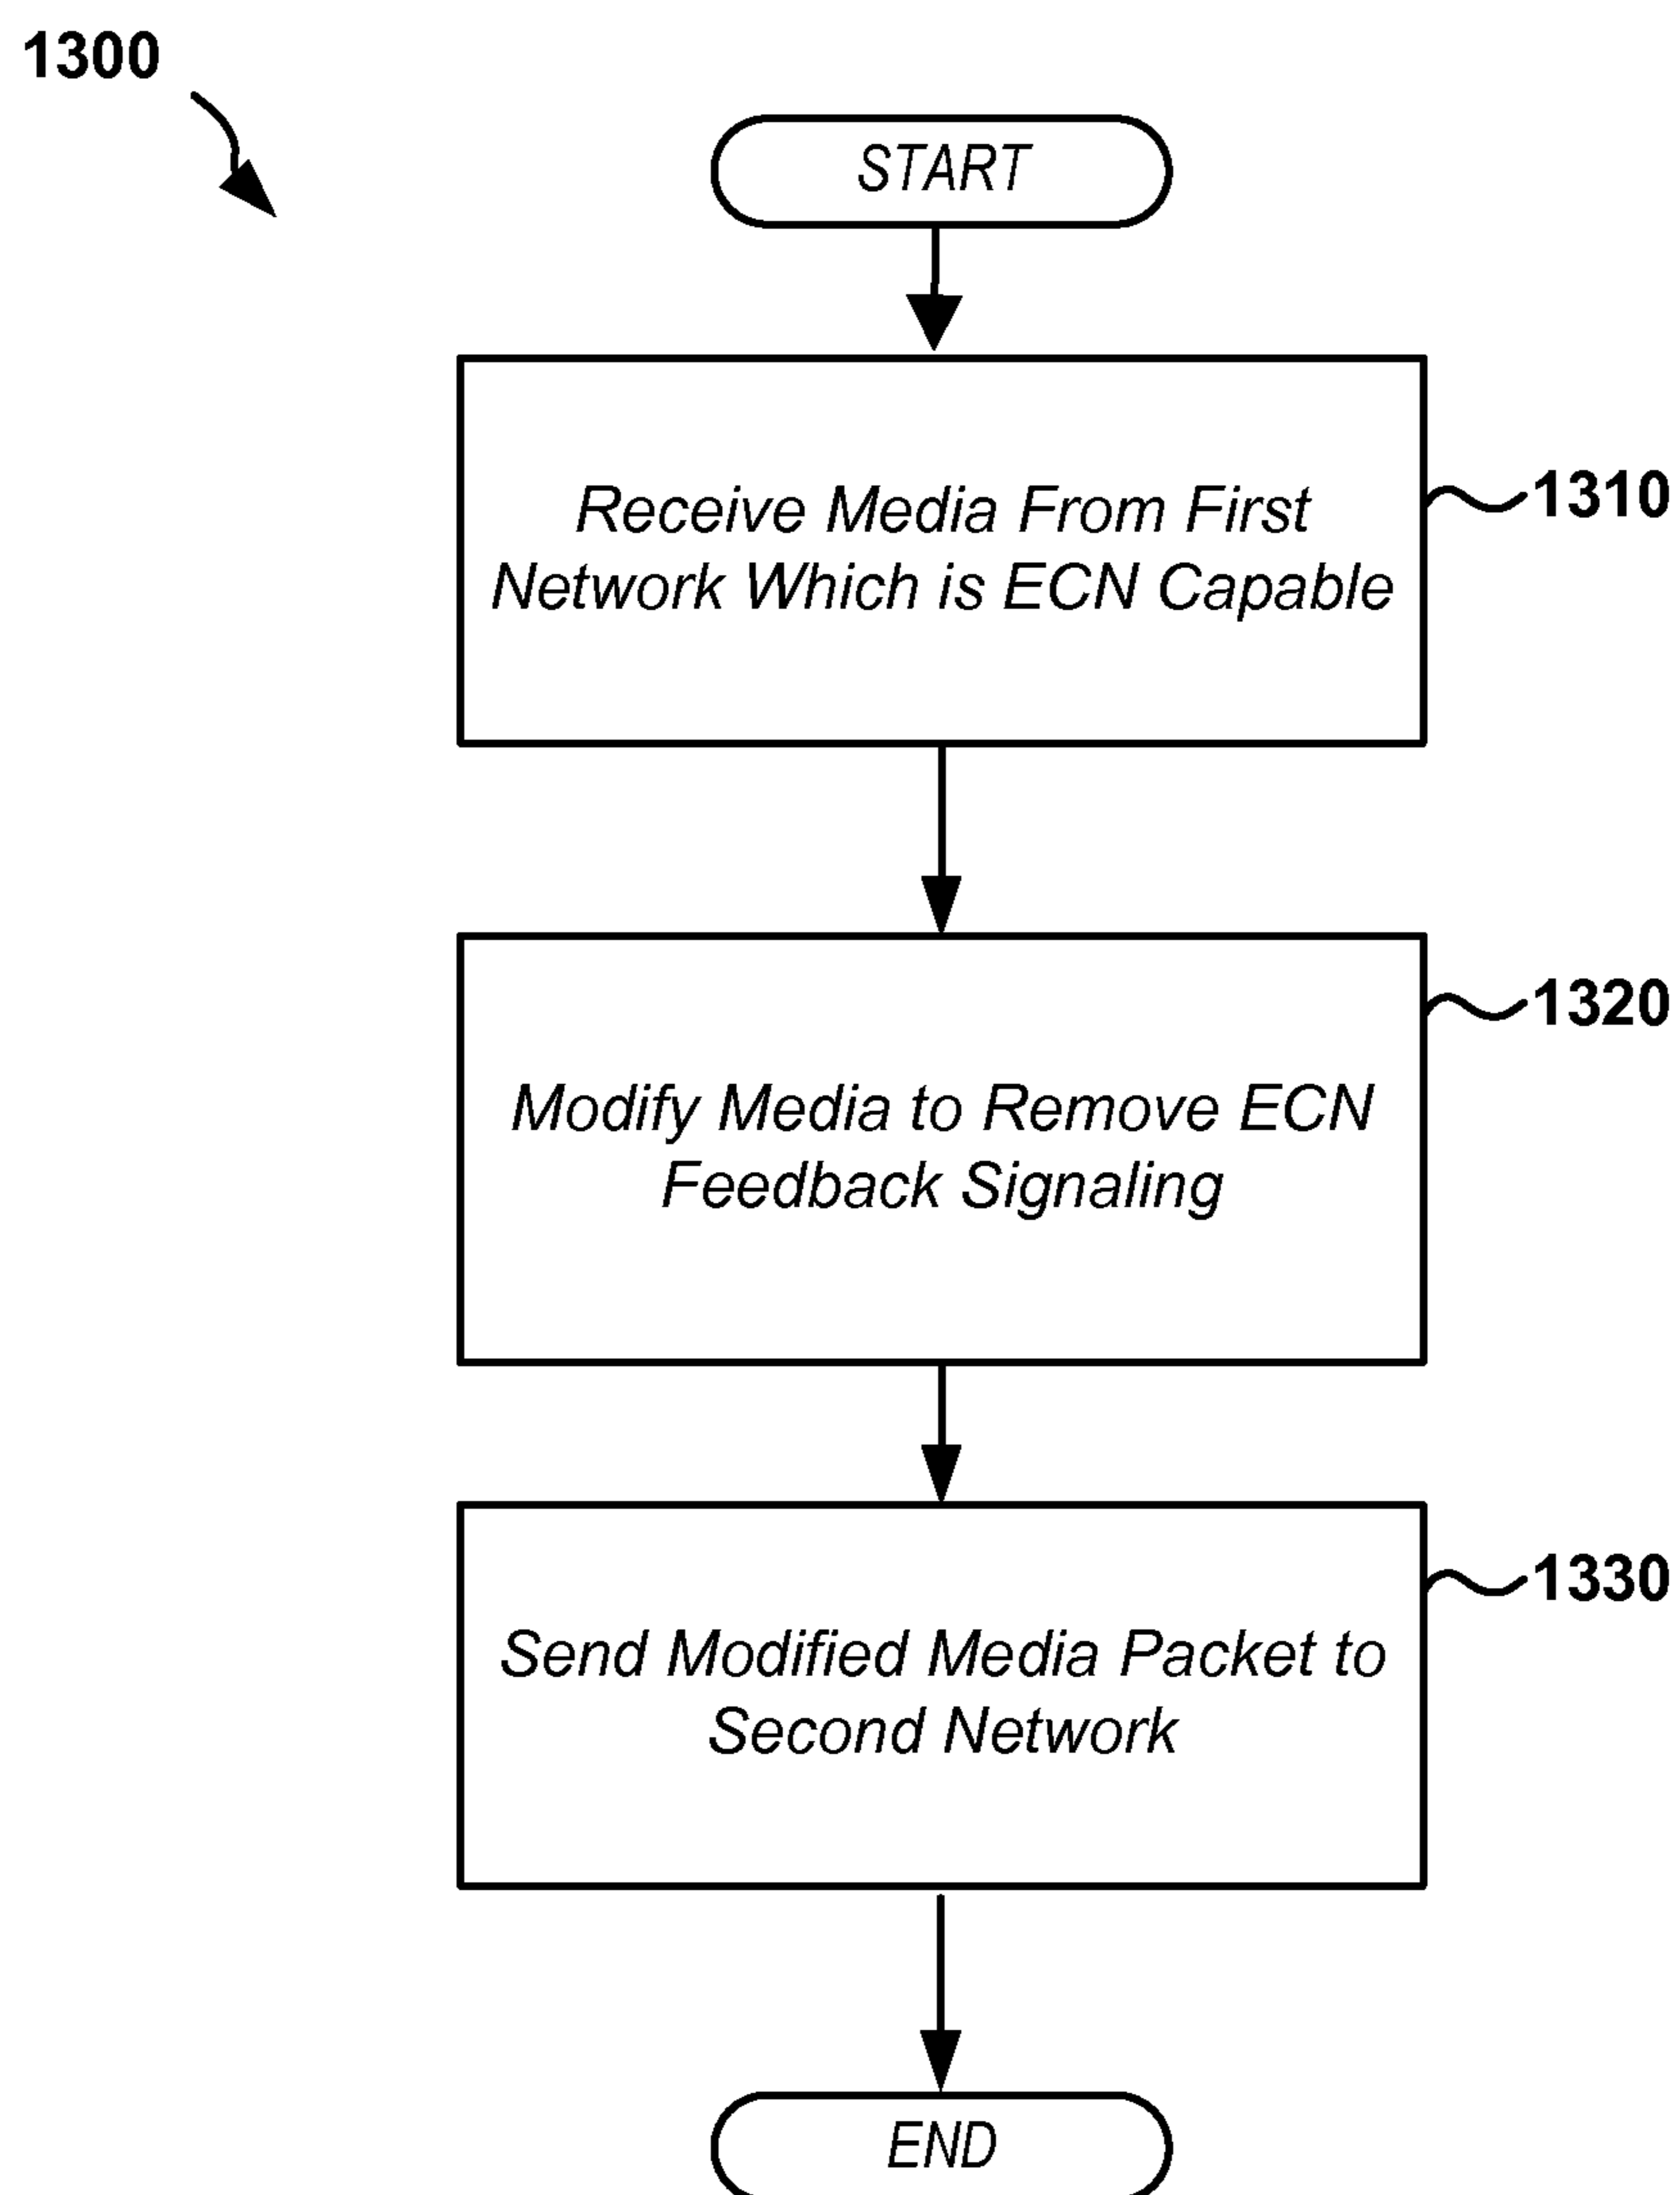 1300
START
Receive Media From First
Network Which is ECN Capable
1310
Modify Media to Remove ECN
Feedback Signaling
1320
Send Modified Media Packet to
Second Network
1330
END